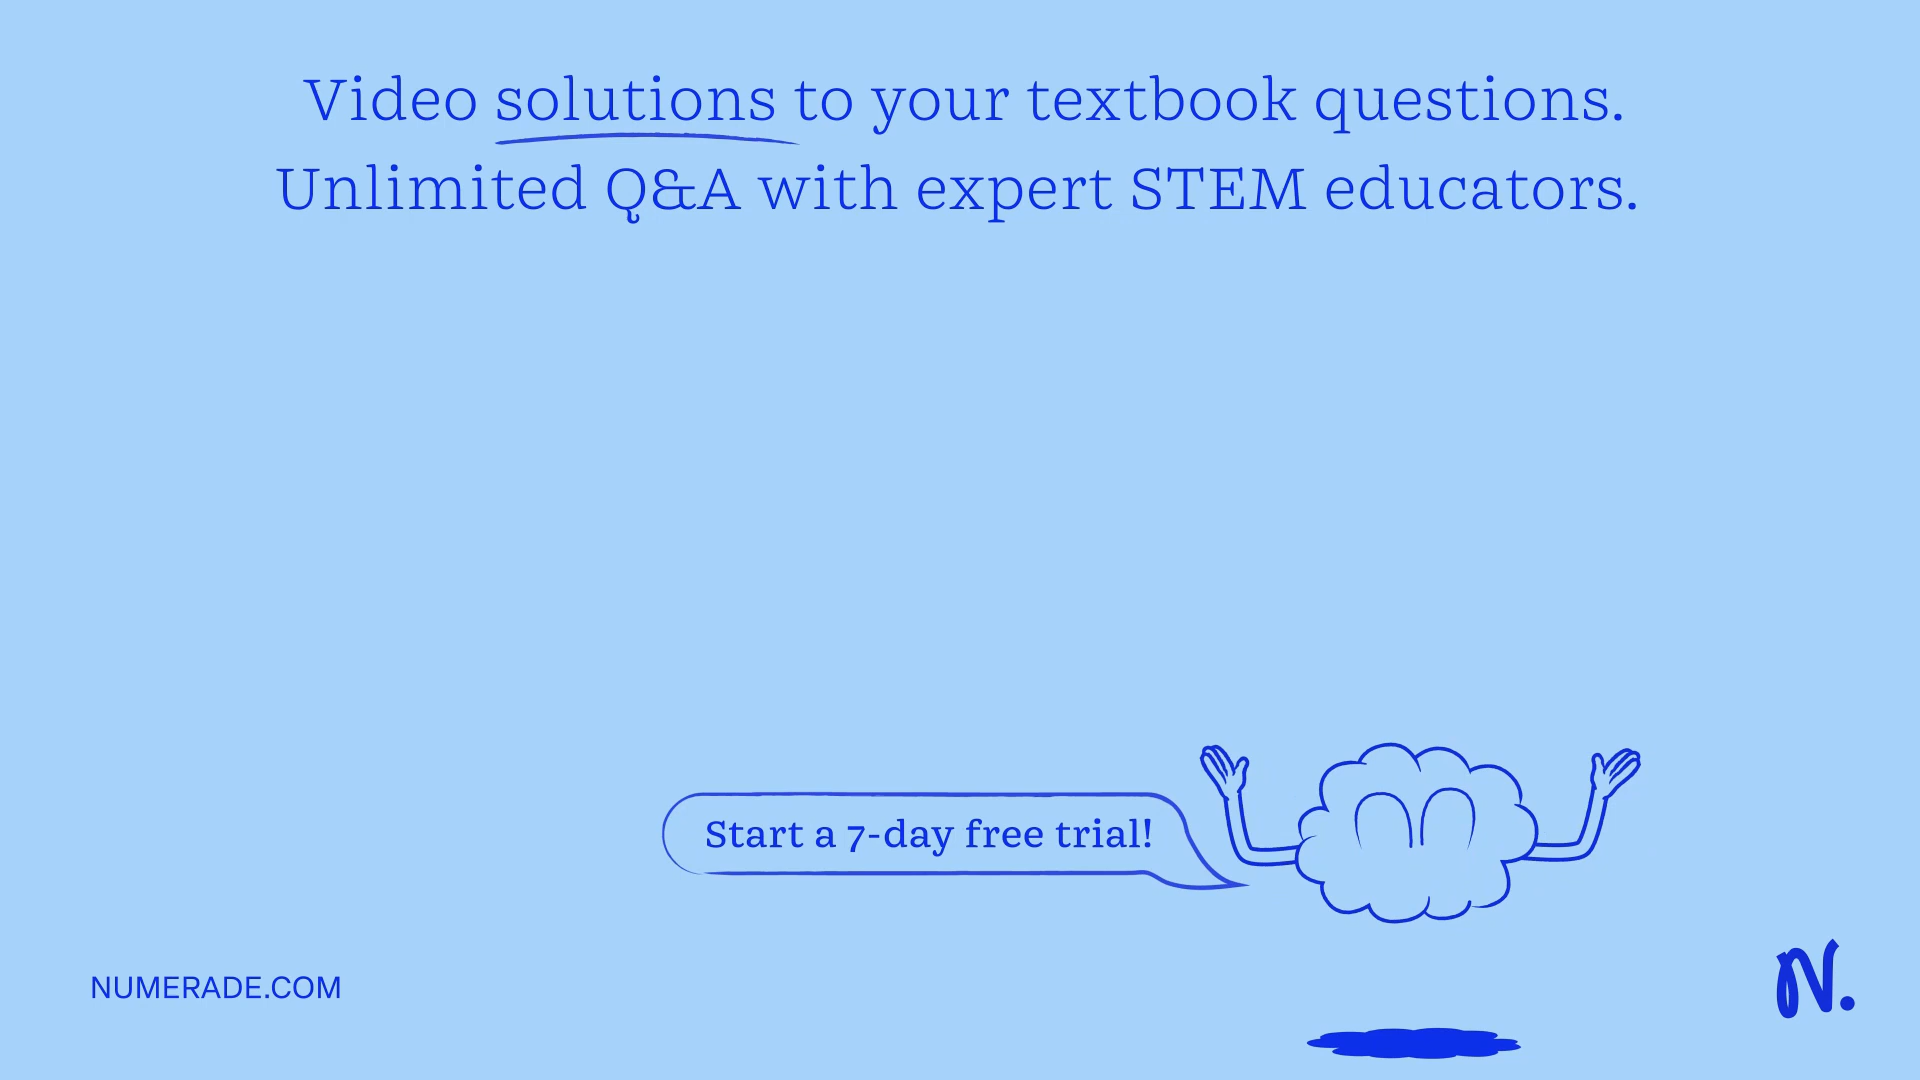 Video solutions to your textbook questions.
Unlimited Q&A with expert STEM educators.
Start a 7-day free trial!
NUMERADE.COM
N.